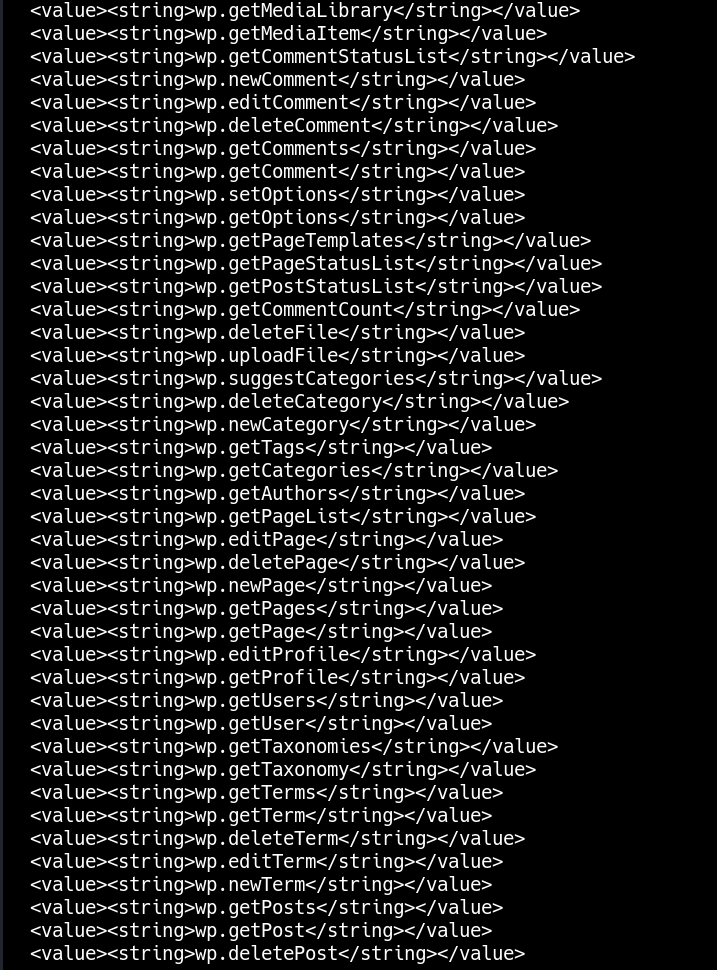 <value><string>wp.getMediaLibrary</string></value>
<value><string>wp.getMediaItem</string></value>
<value><string>wp.getCommentStatusList</string></value>
<value><string>wp.newComment</string></value>
<value><string>wp.editComment</string></value>
<value><string>wp.deleteComment</string></value>
<value><string>wp.getComments</string></value>
<value><string>wp.getComment</string></value>
<value><string>wp.setOptions</string></value>
<value><string>wp.getOptions</string></value>
<value><string>wp.getPageTemplates</string></value>
<value><string>wp.getPageStatusList</string></value>
<value><string>wp.getPostStatusList</string></value>
<value><string>wp.getCommentCount</string></value>
<value><string>wp.deleteFile</string></value>
<value><string>wp.uploadFile</string></value>
<value><string>wp.suggestCategories</string></value>
<value><string>wp.deleteCategory</string></value>
<value><string>wp.newCategory</string></value>
<value><string>wp.getTags</string></value>
<value><string>wp.getCategories</string></value>
<value><string>wp.getAuthors</string></value>
<value><string>wp.getPageList</string></value>
<value><string>wp.editPage</string></value>
<value><string>wp.deletePage</string></value>
<value><string>wp.newPage</string></value>
<value><string>wp.getPages</string></value>
<value><string>wp.getPage</string></value>
<value><string>wp.editProfile</string></value>
<value><string>wp.getProfile</string></value>
<value><string>wp.getUsers</string></value>
<value><string>wp.getUser</string></value>
<value><string>wp.getTaxonomies</string></value>
<value><string>wp.getTaxonomy</string></value>
<value><string>wp.getTerms</string></value>
<value><string>wp.getTerm</string></value>
<value><string>wp.deleteTerm</string></value>
<value><string>wp.editTerm</string></value>
<value><string>wp.newTerm</string></value>
<value><string>wp.getPosts</string></value>
<value><string>wp.getPost</string></value>
<value><string>wp.deletePost</string></value>